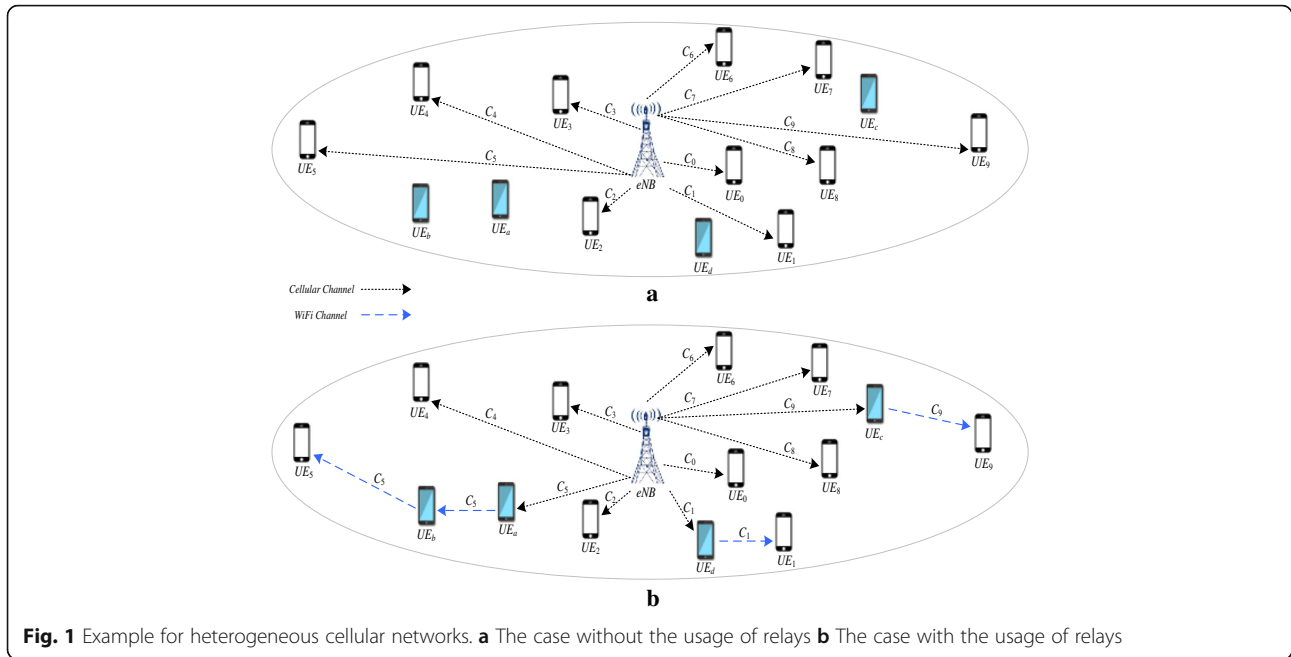 C6
UE6
UE7
C7
UEc
UE4
C3
UE3
C4
C9
UE9
C8
UE5
C5
C0
UE0
UE8
eNB
C2
C1
UEb
UEa
UE2
UEd
UE1
a
Cellular Channel
WiFi Channel
C6
UE6
C7
UE7
UE4
C3
UE3
C9
UEc
C9
UE9
C4
C8
UE5
C5
C0
UE0
UE8
eNB
C5
C5
C2
C1
UEb
UEa
UE2
UEd
C1
UE1
b
Fig. 1 Example for heterogeneous cellular networks. a The case without the usage of relays b The case with the usage of relays